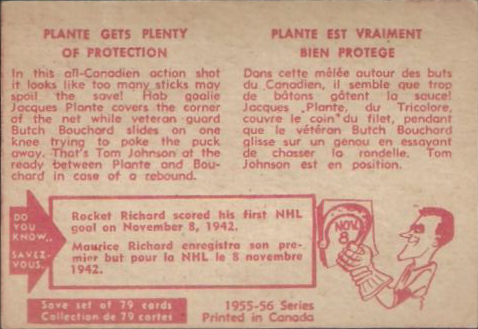 PLANTE GETS PLENTY
OF PROTECTION
In this all-Canadien action shot
it looks like too many sticks may
spoil the save! Hab goalie
Jacques Plante covers the corner
of the net while veteran guard
Butch Bouchard slides on one
knee trying to poke the puck
away. That's Tom Johnson at the
ready between Plante and Bou-
chard in case of a rebound.
PLANTE EST VRAIMENT
BIEN PROTEGE
Dans cette mêlée autour des buts
du Canadien, il semble que trop
de bâtons gâtent la sauce!
Jacques Plante, du Tricolore,
couvre le coin du filet, pendant
que le vétéran Butch Bouchard
glisse sur un genou en essayant
de chasser la rondelle. Tom
Johnson est en position.
DO
YOU
KNOW..
SAVEZ-
VOUS.
Rocket Richard scored his first NHL
goal on November 8, 1942.
Maurice Richard enregistra son pre-
mier but pour la NHL le 8 novembre
1942.
NOV.
8
Save set of 79 cards
Collection de 79 cartes
1955-56 Series
Printed in Canada